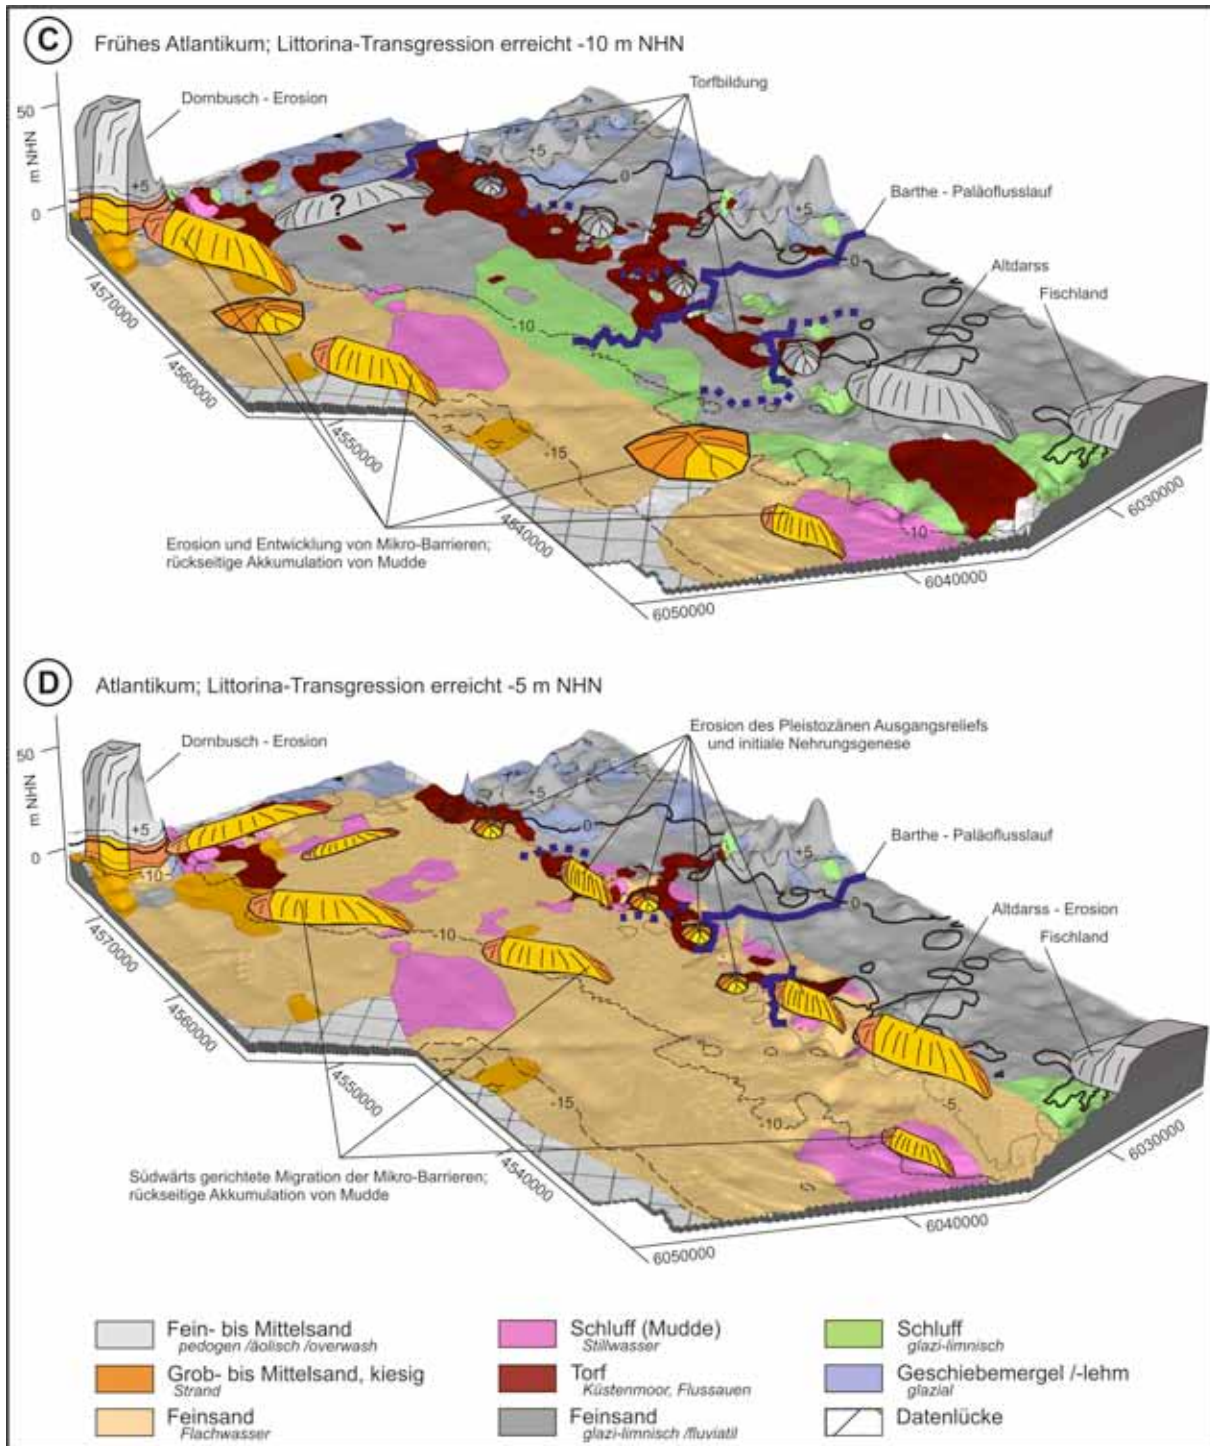 C
Frühes Atlantikum; Littorina-Transgression erreicht -10 m NHN
50
m NHN
0
Dornbusch - Erosion
Torfbildung
+5
+5
0
+5
?
Barthe - Paläoflusslauf
0
Altdarss
Fischland
-10
-15
-10
4570000
4560000
4550000
4540000
6050000
6040000
6030000
Erosion und Entwicklung von Mikro-Barrieren;
rückseitige Akkumulation von Mudde
D
Atlantikum; Littorina-Transgression erreicht -5 m NHN
50
m NHN
0
Dornbusch - Erosion
Erosion des Pleistozänen Ausgangsreliefs
und initiale Nehrungsgenese
+5
+5
0
+5
-10
Barthe - Paläoflusslauf
0
Altdarss - Erosion
Fischland
-10
-15
-10
-5
4570000
4560000
4550000
4540000
6050000
6040000
6030000
Südwärts gerichtete Migration der Mikro-Barrieren;
rückseitige Akkumulation von Mudde
Fein- bis Mittelsand
pedogen /äolisch /overwash
Grob- bis Mittelsand, kiesig
Strand
Feinsand
Flachwasser
Schluff (Mudde)
Stillwasser
Torf
Küstenmoor, Flussauen
Feinsand
glazi-limnisch /fluviatil
Schluff
glazi-limnisch
Geschiebemergel /-lehm
glazial
Datenlücke